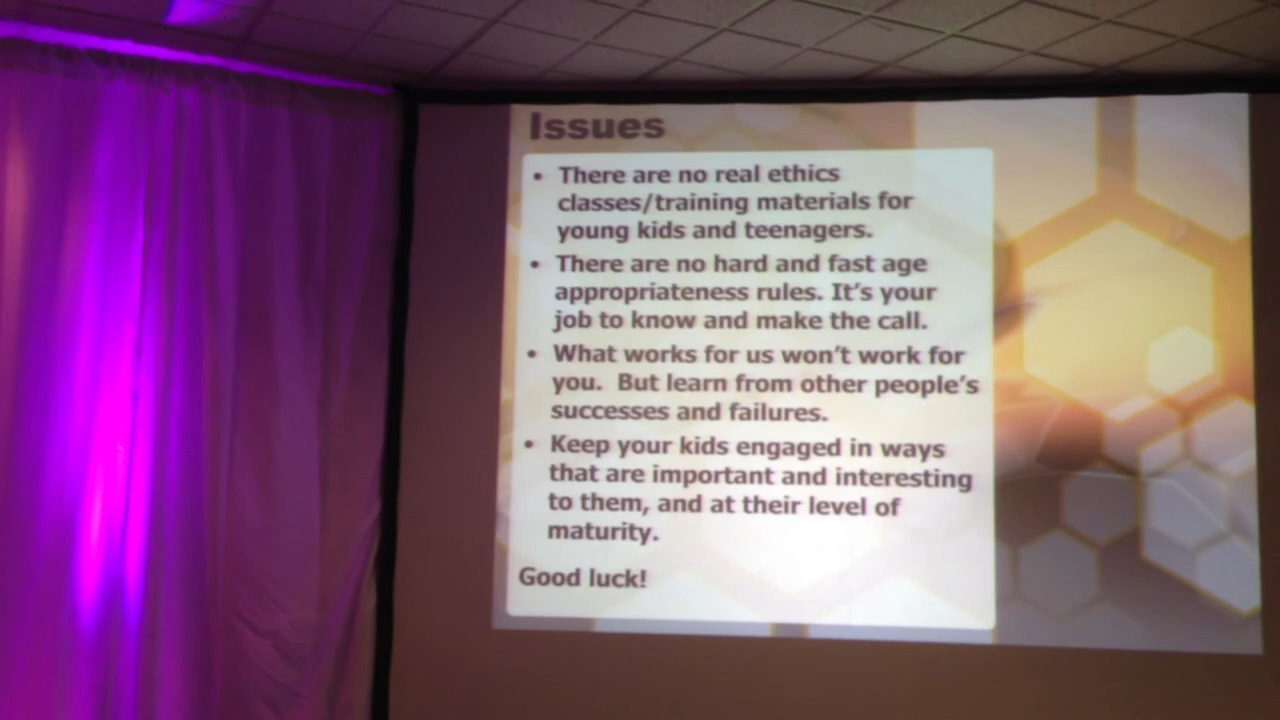 Issues
• There are no real ethics
classes/training materials for
young kids and teenagers.
• There are no hard and fast age
appropriateness rules. It’s your
job to know and make the call.
• What works for us won’t work for
you.  But learn from other people’s
successes and failures.
• Keep your kids engaged in ways
that are important and interesting
to them, and at their level of
maturity.
Good luck!